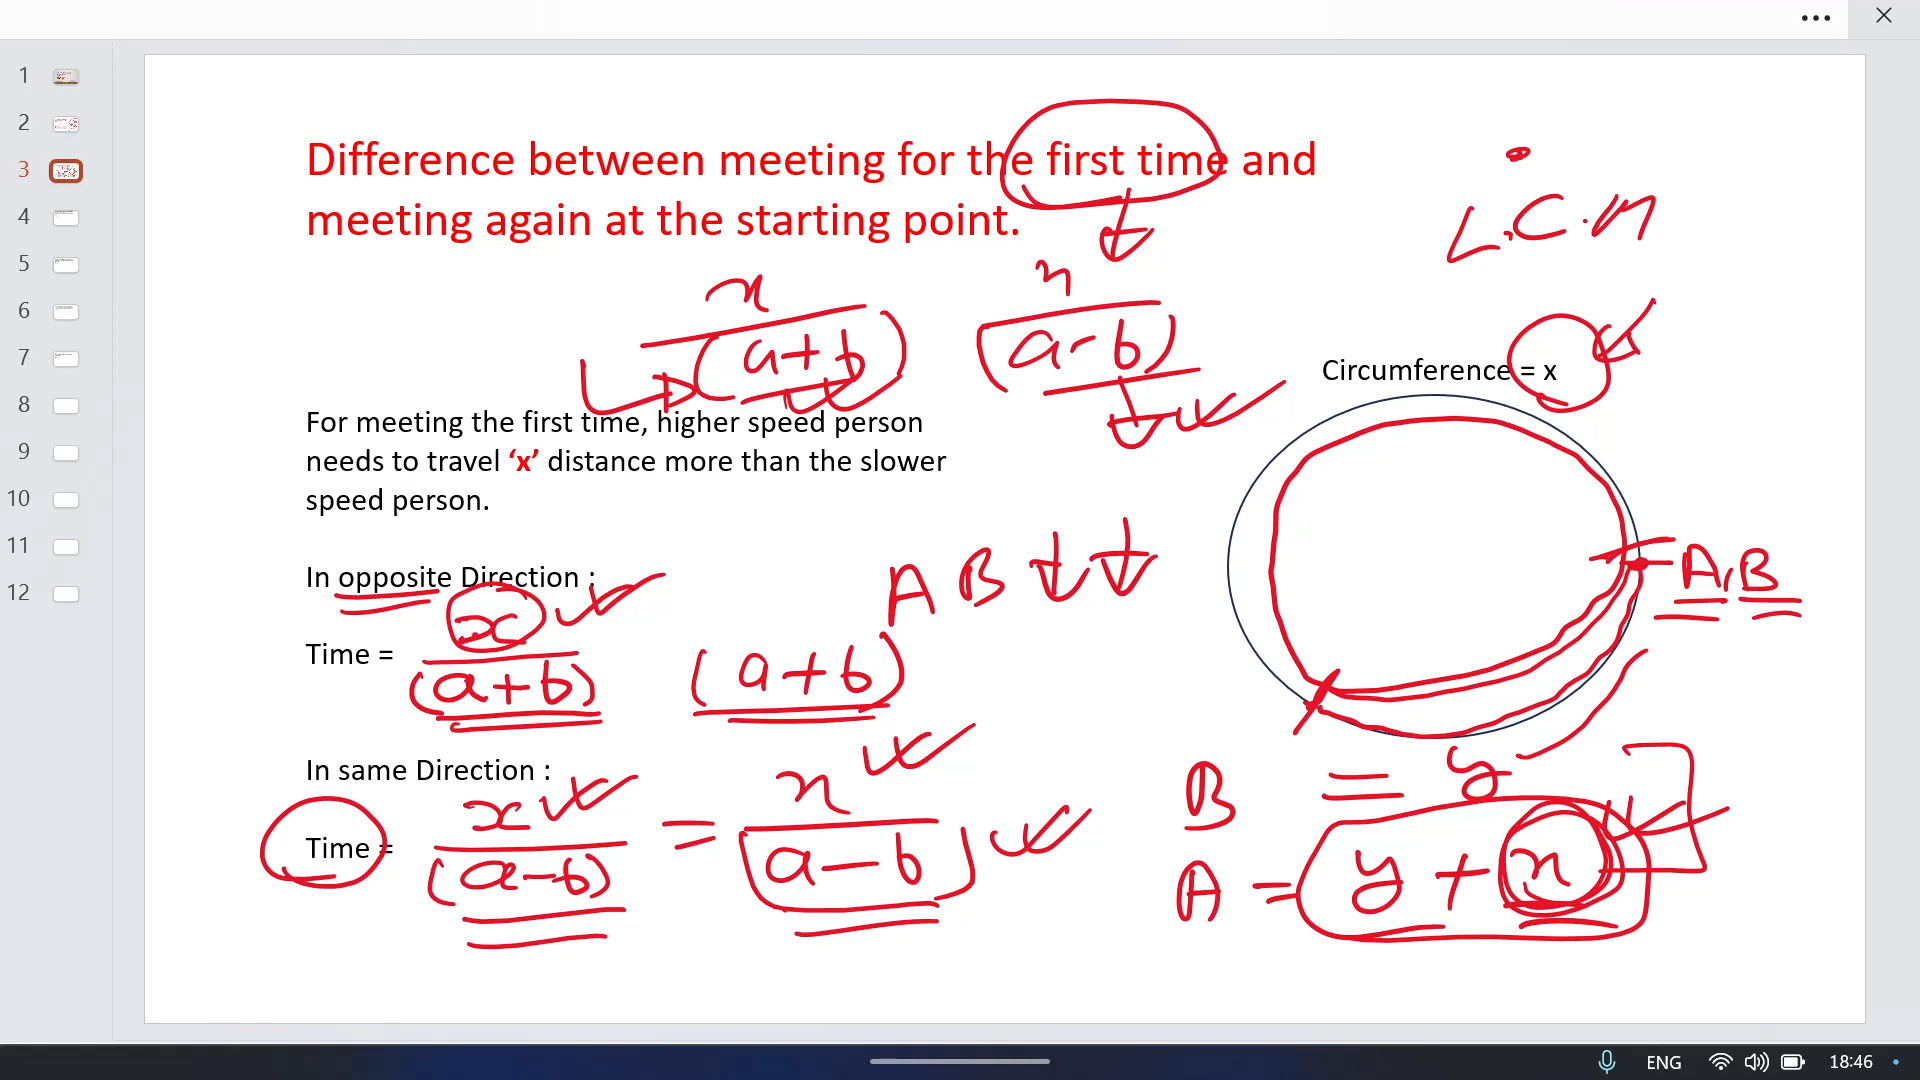 1
2
3
4
5
6
7
8
9
10
11
12
Difference between meeting for the first time and
meeting again at the starting point.
L.C.M
x
(a+b)
x
(a-b)
Circumference = x
For meeting the first time, higher speed person
needs to travel ‘x’ distance more than the slower
speed person.
A B
A, B
In opposite Direction :
Time = x
(a+b)
(a+b)
In same Direction :
Time = x
(a-b)
= x
a-b
B = y
A = y + x
ENG
18:46